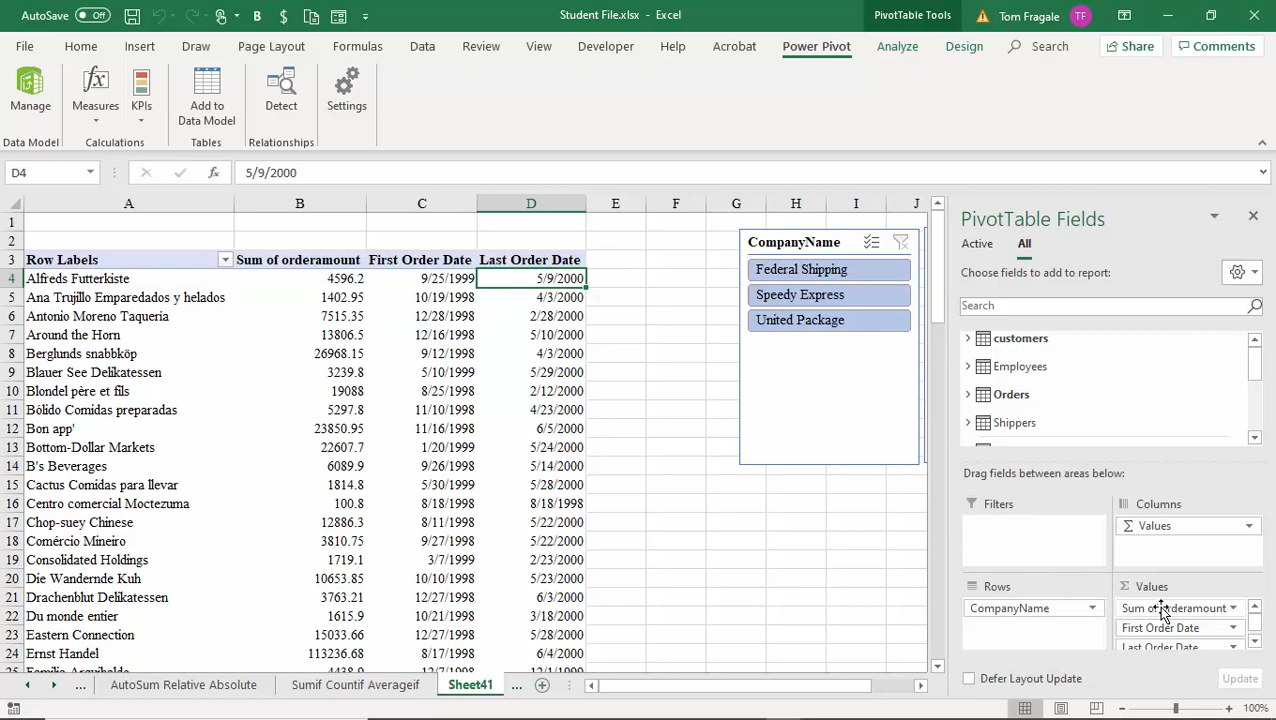 AutoSave Off Student File.xlsx - Excel PivotTable Tools Tom Fragale TF
File Home Insert Draw Page Layout Formulas Data Review View Developer Help Acrobat Power Pivot Analyze Design Search Share Comments
Manage Measures KPIs Add to Data Model Detect Settings
Data Model Calculations Tables Relationships
D4 fx 5/9/2000
A B C D E F G H I J
1
2
3 Row Labels Sum of orderamount First Order Date Last Order Date
4 Alfreds Futterkiste 4596.2 9/25/1999 5/9/2000
5 Ana Trujillo Emparedados y helados 1402.95 10/19/1998 4/3/2000
6 Antonio Moreno Taquería 7515.35 12/28/1998 2/28/2000
7 Around the Horn 13806.5 12/16/1998 5/10/2000
8 Berglunds snabbköp 26968.15 9/12/1998 4/3/2000
9 Blauer See Delikatessen 3239.8 5/10/1999 5/29/2000
10 Blondel père et fils 19088 8/25/1998 2/12/2000
11 Bólido Comidas preparadas 5297.8 11/10/1998 4/23/2000
12 Bon app' 23850.95 11/16/1998 6/5/2000
13 Bottom-Dollar Markets 22607.7 1/20/1999 5/24/2000
14 B's Beverages 6089.9 9/26/1998 5/14/2000
15 Cactus Comidas para llevar 1814.8 5/30/1999 5/28/2000
16 Centro comercial Moctezuma 100.8 8/18/1998 8/18/1998
17 Chop-suey Chinese 12886.3 8/11/1998 5/22/2000
18 Comércio Mineiro 3810.75 9/27/1998 5/22/2000
19 Consolidated Holdings 1719.1 3/7/1999 2/23/2000
20 Die Wandernde Kuh 10653.85 10/10/1998 5/23/2000
21 Drachenblut Delikatessen 3763.21 12/27/1998 5/3/2000
22 Du monde entier 1615.9 10/21/1998 3/18/2000
23 Eastern Connection 15033.66 12/27/1998 5/28/2000
24 Ernst Handel 113236.68 8/17/1998 6/4/2000
25 Familia Arquibaldo 4438.9 12/7/1998 12/1/1999
CompanyName
Federal Shipping
Speedy Express
United Package
PivotTable Fields
Active All
Choose fields to add to report:
Search
customers
Employees
Orders
Shippers
Drag fields between areas below:
Filters Columns
Σ Values
Rows Σ Values
CompanyName Sum of orderamount
First Order Date
Last Order Date
Defer Layout Update Update
... AutoSum Relative Absolute Sumif Countif Averageif Sheet41 ...
100%